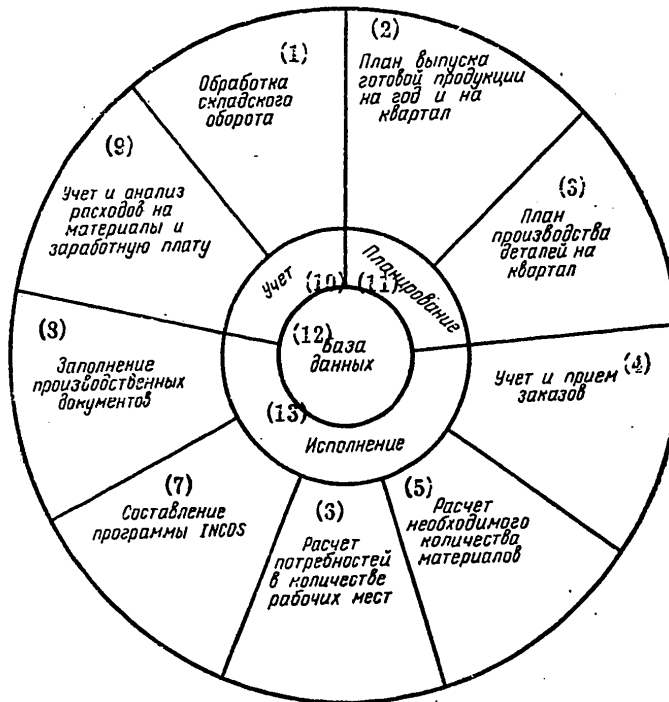 (1)
Обработка
складского
оборота
(2)
План выпуска
готовой продукции
на год и на
квартал
(3)
План
производства
деталей на
квартал
(4)
Учет и прием
заказов
(5)
Расчет
необходимого
количества
материалов
(3)
Расчет
потребностей
в количестве
рабочих мест
(7)
Составление
программы INCOS
(8)
Заполнение
производственных
документов
(9)
Учет и анализ
расходов на
материалы и
заработную плату
(10)
Учет
(11)
Планирование
(12)
База
данных
(13)
Исполнение